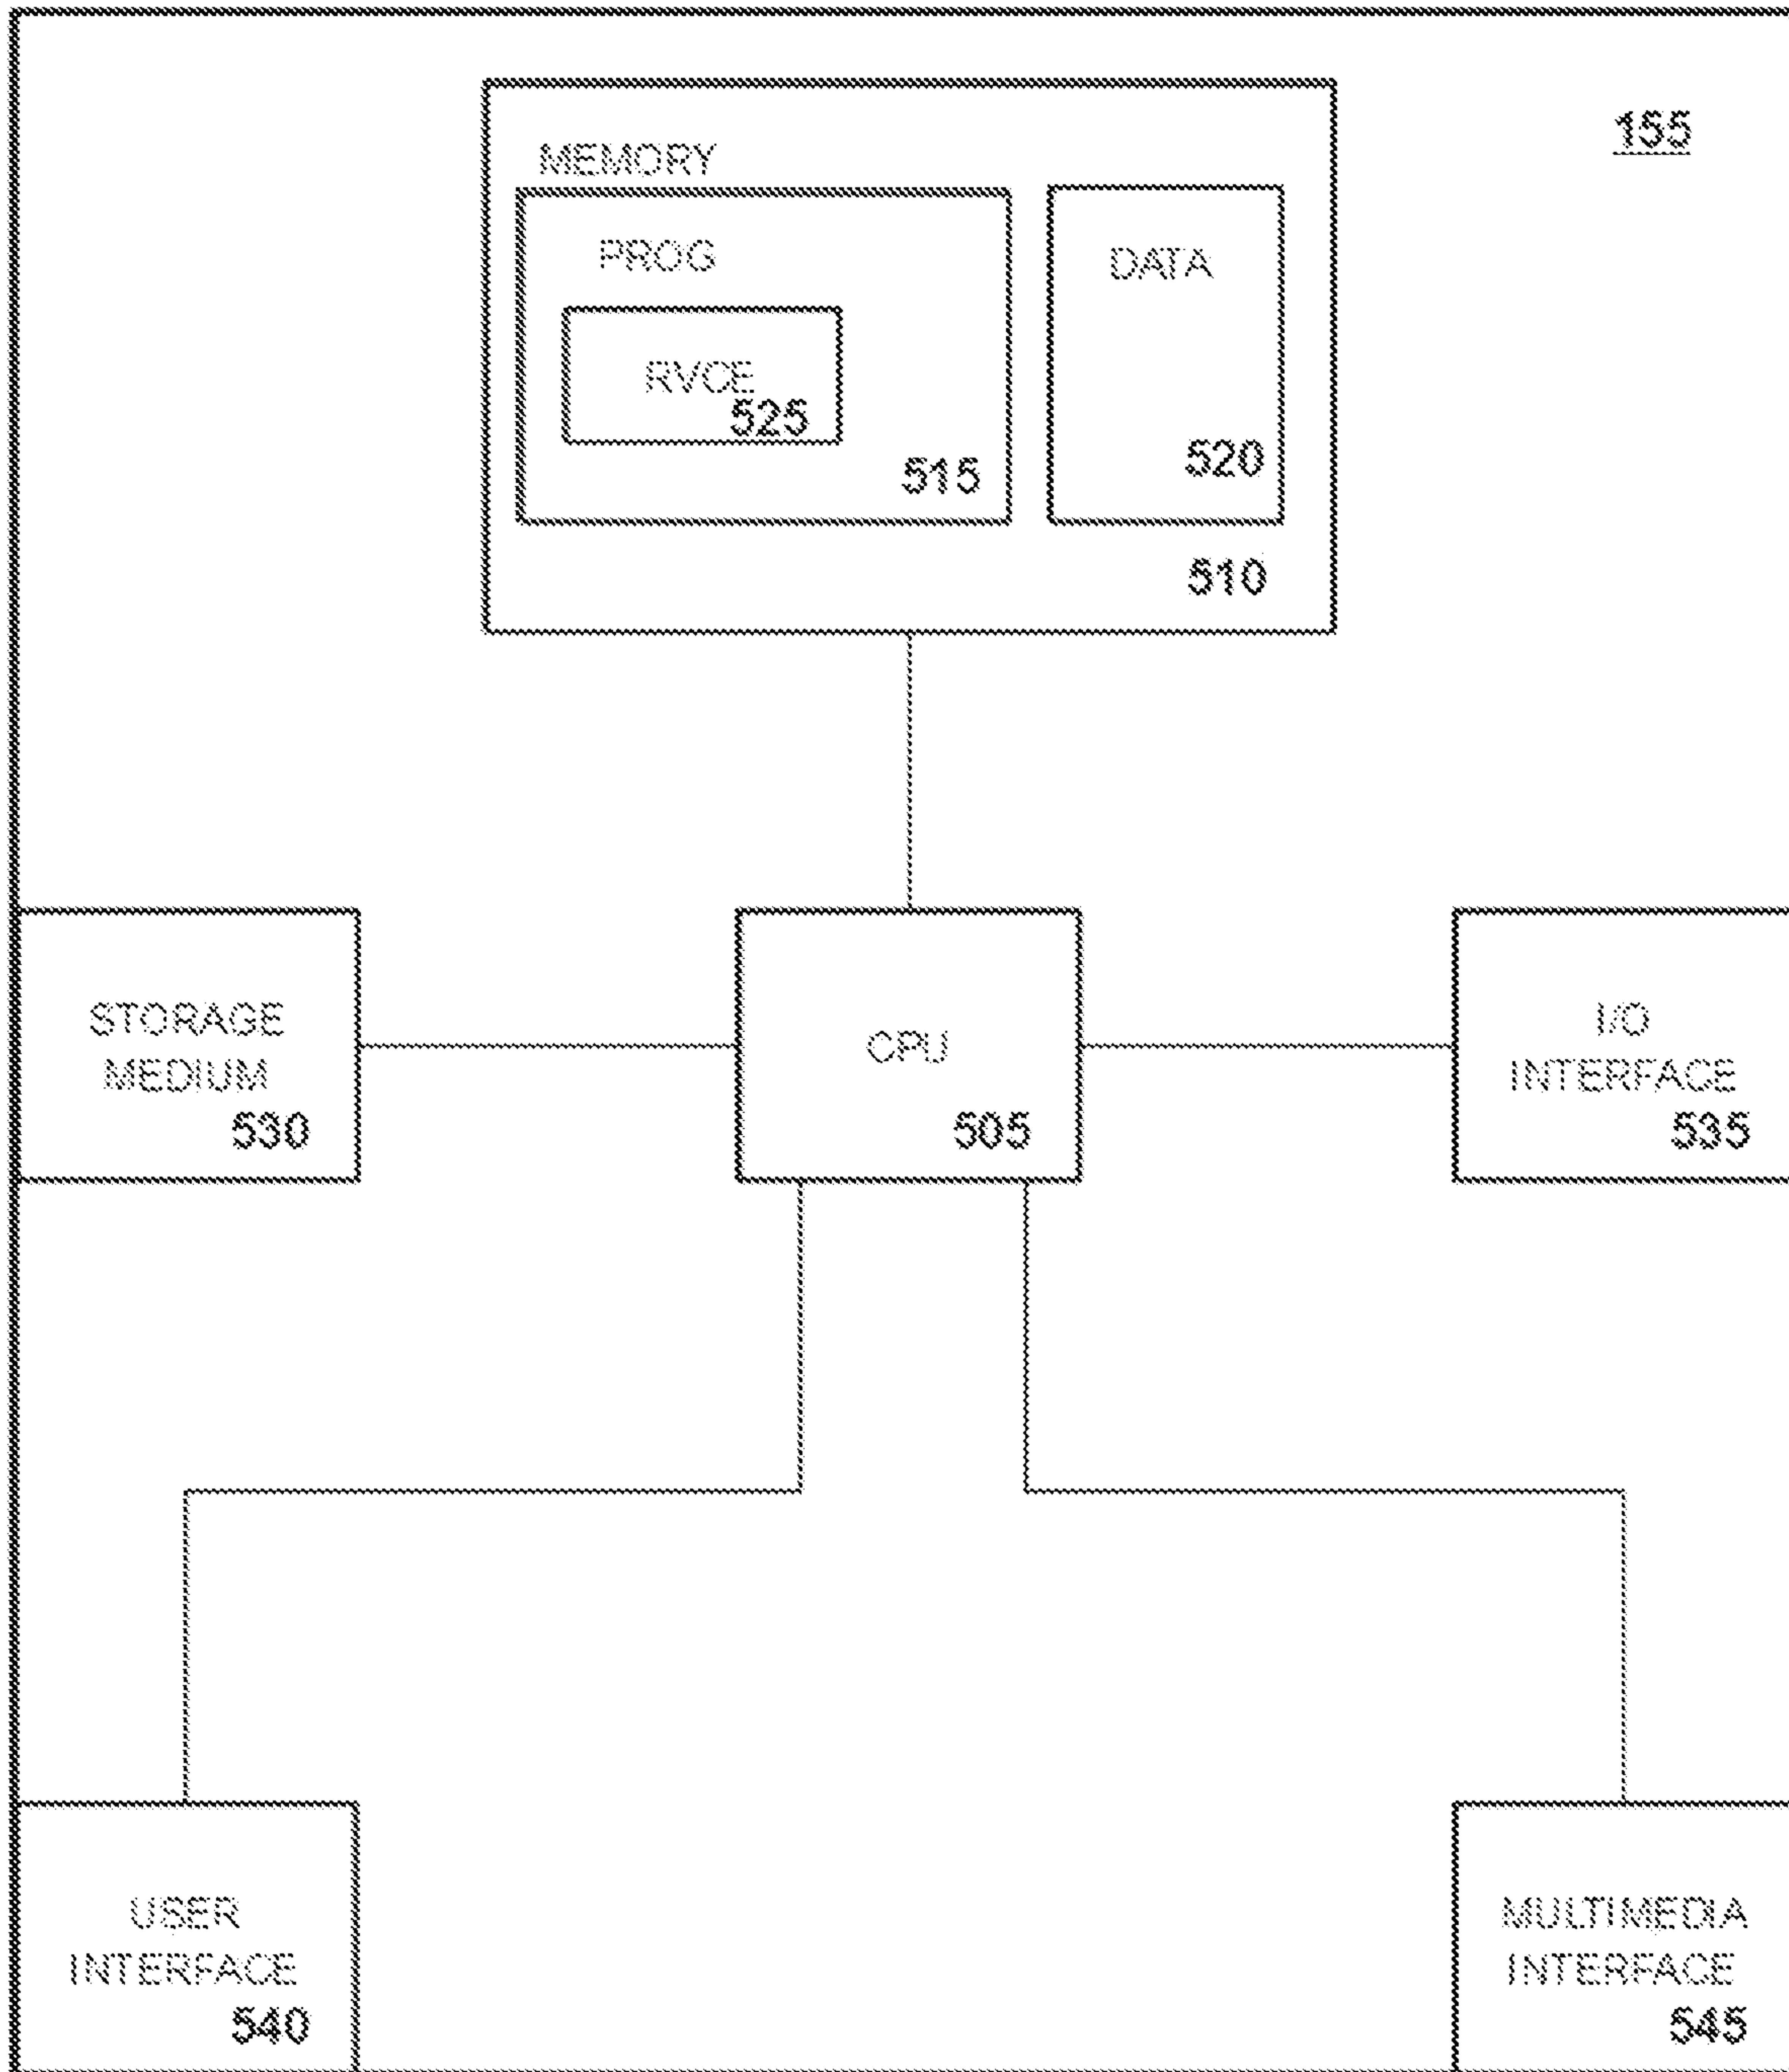 155
MEMORY
PROG
DATA
RVCE
525
515
520
510
STORAGE
MEDIUM
530
CPU
505
I/O
INTERFACE
535
USER
INTERFACE
540
MULTIMEDIA
INTERFACE
545